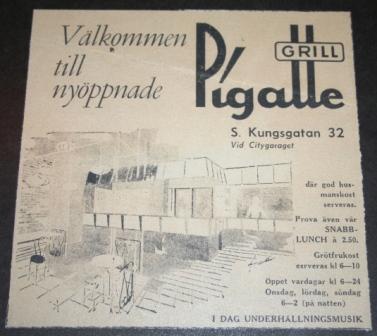 Välkommen
till
nyöppnade
Pigalle
GRILL
S. Kungsgatan 32
Vid Citygaraget
där god hus-
manskost
serveras.
Prova även vår
SNABB-
LUNCH à 2.50.
Grötfrukost
esrveras kl 6—10
Öppet vardagar kl 6—24
Onsdag, lördag, söndag
6—2 (på natten)
I DAG UNDERHÅLLNINGSMUSIK